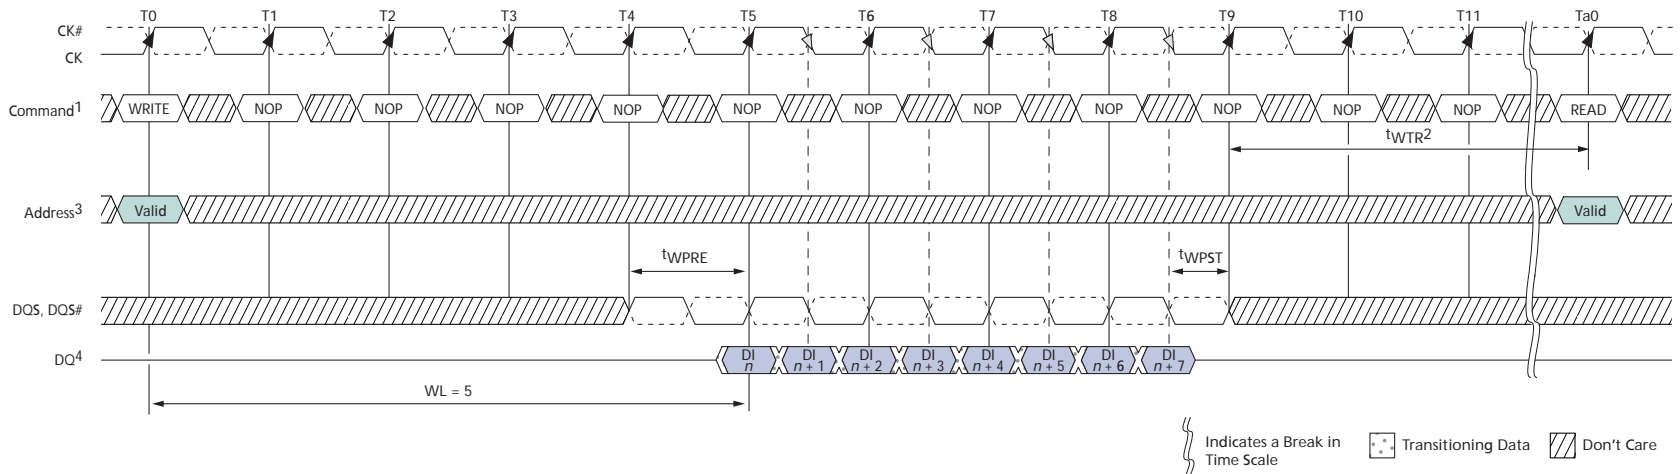 T0 T1 T2 T3 T4 T5 T6 T7 T8 T9 T10 T11 Ta0
CK#
CK
Command1 WRITE NOP NOP NOP NOP NOP NOP NOP NOP NOP NOP NOP READ
tWTR2
Address3 Valid Valid
tWPRE tWPST
DQS, DQS#
DQ4 DI n DI n + 1 DI n + 2 DI n + 3 DI n + 4 DI n + 5 DI n + 6 DI n + 7
WL = 5
Indicates a Break in
Time Scale
Transitioning Data
Don't Care